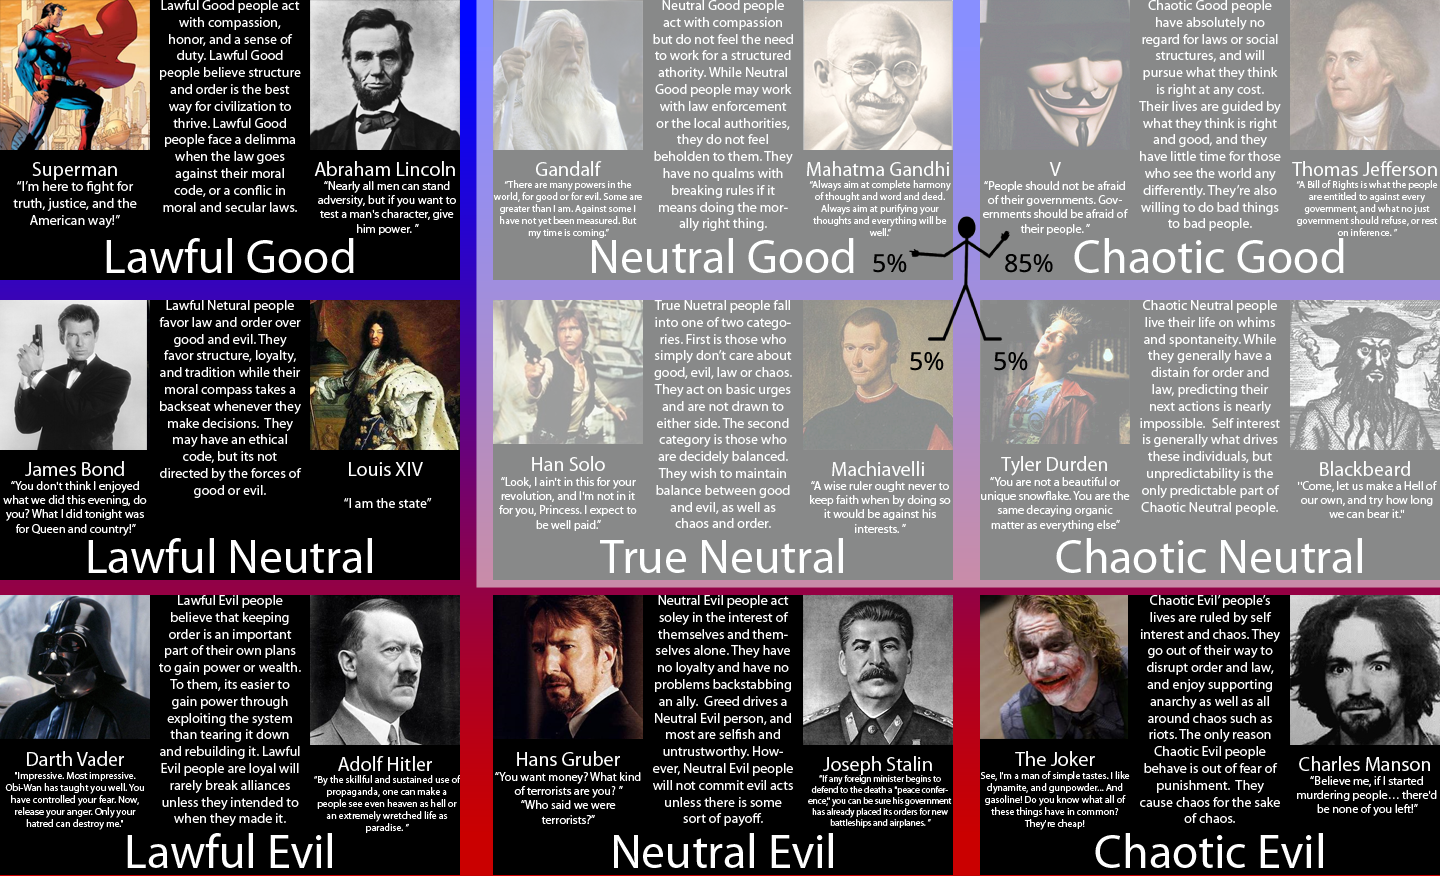 Lawful Good people act
with compassion,
honor, and a sense of
duty. Lawful Good
people believe structure
and order is the best
way for civilization to
thrive. Lawful Good
people face a delimma
when the law goes
against their moral
code, or a conflic in
moral and secular laws.
Superman
“I’m here to fight for
truth, justice, and the
American way!”
Abraham Lincoln
“Nearly all men can stand
adversity, but if you want to
test a man's character, give
him power. ”
Lawful Good
Neutral Good people
act with compassion
but do not feel the need
to work for a structured
athority. While Neutral
Good people may work
with law enforcement
or the local authorities,
they do not feel
beholden to them. They
have no qualms with
breaking rules if it
means doing the mor-
ally right thing.
Gandalf
“There are many powers in the
world, for good or for evil. Some are
greater than I am. Against some I
have not yet been measured. But
my time is coming.”
Mahatma Gandhi
“Always aim at complete harmony
of thought and word and deed.
Always aim at purifying your
thoughts and everything will be
well.”
Neutral Good
5%
Chaotic Good people
have absolutely no
regard for laws or social
structures, and will
pursue what they think
is right at any cost.
Their lives are guided by
what they think is right
and good, and they
have little time for those
who see the world any
differently. They’re also
willing to do bad things
to bad people.
V
“People should not be afraid
of their governments. Gov-
ernments should be afraid of
their people. ”
Thomas Jefferson
“A Bill of Rights is what the people
are entitled to against every
government, and what no just
government should refuse, or rest
on inference. ”
85%
Chaotic Good
Lawful Netural people
favor law and order over
good and evil. They
favor structure, loyalty,
and tradition while their
moral compass takes a
backseat whenever they
make decisions.  They
may have an ethical
code, but its not
directed by the forces of
good or evil.
James Bond
“You don't think I enjoyed
what we did this evening, do
you? What I did tonight was
for Queen and country!”
Louis XIV
“I am the state”
Lawful Neutral
True Nuetral people fall
into one of two catego-
ries. First is those who
simply don’t care about
good, evil, law or chaos.
They act on basic urges
and are not drawn to
either side. The second
category is those who
are decidely balanced.
They wish to maintain
balance between good
and evil, as well as
chaos and order.
Han Solo
“Look, I ain't in this for your
revolution, and I'm not in it
for you, Princess. I expect to
be well paid.”
Machiavelli
“A wise ruler ought never to
keep faith when by doing so
it would be against his
interests. ”
5%
True Neutral
5%
Chaotic Neutral people
live their life on whims
and spontaneity. While
they generally have a
distain for order and
law, predicting their
next actions is nearly
impossible.  Self interest
is generally what drives
these individuals, but
unpredictability is the
only predictable part of
Chaotic Neutral people.
Tyler Durden
“You are not a beautiful or
unique snowflake. You are the
same decaying organic
matter as everything else”
Blackbeard
"Come, let us make a Hell of
our own, and try how long
we can bear it."
Chaotic Neutral
Lawful Evil people
believe that keeping
order is an important
part of their own plans
to gain power or wealth.
To them, its easier to
gain power through
exploiting the system
than tearing it down
and rebuilding it. Lawful
Evil people are loyal will
rarely break alliances
unless they intended to
when they made it.
Darth Vader
"Impressive. Most impressive.
Obi-Wan has taught you well. You
have controlled your fear. Now,
release your anger. Only your
hatred can destroy me."
Adolf Hitler
“By the skillful and sustained use of
propaganda, one can make a
people see even heaven as hell or
an extremely wretched life as
paradise. ”
Lawful Evil
Neutral Evil people act
soley in the interest of
themselves and them-
selves alone. They have
no loyalty and have no
problems backstabbing
an ally.  Greed drives a
Neutral Evil person, and
most are selfish and
untrustworthy. How-
ever, Neutral Evil people
will not commit evil acts
unless there is some
sort of payoff.
Hans Gruber
“You want money? What kind
of terrorists are you? ”
“Who said we were
terrorists?”
Joseph Stalin
“If any foreign minister begins to
defend to the death a "peace confer-
ence," you can be sure his government
has already placed its orders for new
battleships and airplanes. ”
Neutral Evil
Chaotic Evil’ people’s
lives are ruled by self
interest and chaos. They
go out of their way to
disrupt order and law,
and enjoy supporting
anarchy as well as all
around chaos such as
riots. The only reason
Chaotic Evil people
behave is out of fear of
punishment.  They
cause chaos for the sake
of chaos.
The Joker
See, I'm a man of simple tastes. I like
dynamite, and gunpowder... And
gasoline! Do you know what all of
these things have in common?
They're cheap!
Charles Manson
“Believe me, if I started
murdering people… there'd
be none of you left!”
Chaotic Evil